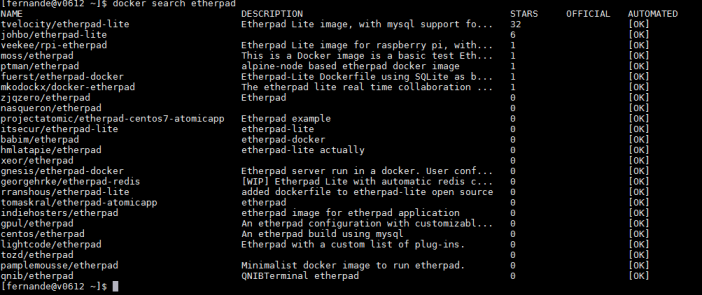 [fernande@v0612 ~]$ docker search etherpad
NAME DESCRIPTION STARS OFFICIAL AUTOMATED
tvelocity/etherpad-lite Etherpad Lite image, with mysql support fo... 32 [OK]
johbo/etherpad-lite 6 [OK]
veekee/rpi-etherpad Etherpad Lite image for raspberry pi, with... 1 [OK]
moss/etherpad This is a Docker image is a basic test Eth... 1 [OK]
ptman/etherpad alpine-node based etherpad docker image 1 [OK]
fuerst/etherpad-docker Etherpad-Lite Dockerfile using SQLite as b... 1 [OK]
mkodockx/docker-etherpad The etherpad lite real time collaboration ... 1 [OK]
zjqzero/etherpad Etherpad 0 [OK]
nasqueron/etherpad 0 [OK]
projectatomic/etherpad-centos7-atomicapp Etherpad example 0 [OK]
itsecur/etherpad-lite etherpad-lite 0 [OK]
babim/etherpad etherpad-docker 0 [OK]
hmlatapie/etherpad etherpad-lite actually 0 [OK]
xeor/etherpad 0 [OK]
gnesis/etherpad-docker Etherpad server run in a docker. User conf... 0 [OK]
georgehrke/etherpad-redis [WIP] Etherpad Lite with automatic redis c... 0 [OK]
rranshous/etherpad-lite added dockerfile to etherpad-lite open source 0 [OK]
tomaskral/etherpad-atomicapp etherpad 0 [OK]
indiehosters/etherpad etherpad image for etherpad application 0 [OK]
gpul/etherpad An etherpad configuration with customizabl... 0 [OK]
centos/etherpad An etherpad build using mysql 0 [OK]
lightcode/etherpad Etherpad with a custom list of plug-ins. 0 [OK]
tozd/etherpad 0 [OK]
pamplemousse/etherpad Minimalist docker image to run etherpad. 0 [OK]
qnib/etherpad QNIBTerminal etherpad 0 [OK]
[fernande@v0612 ~]$